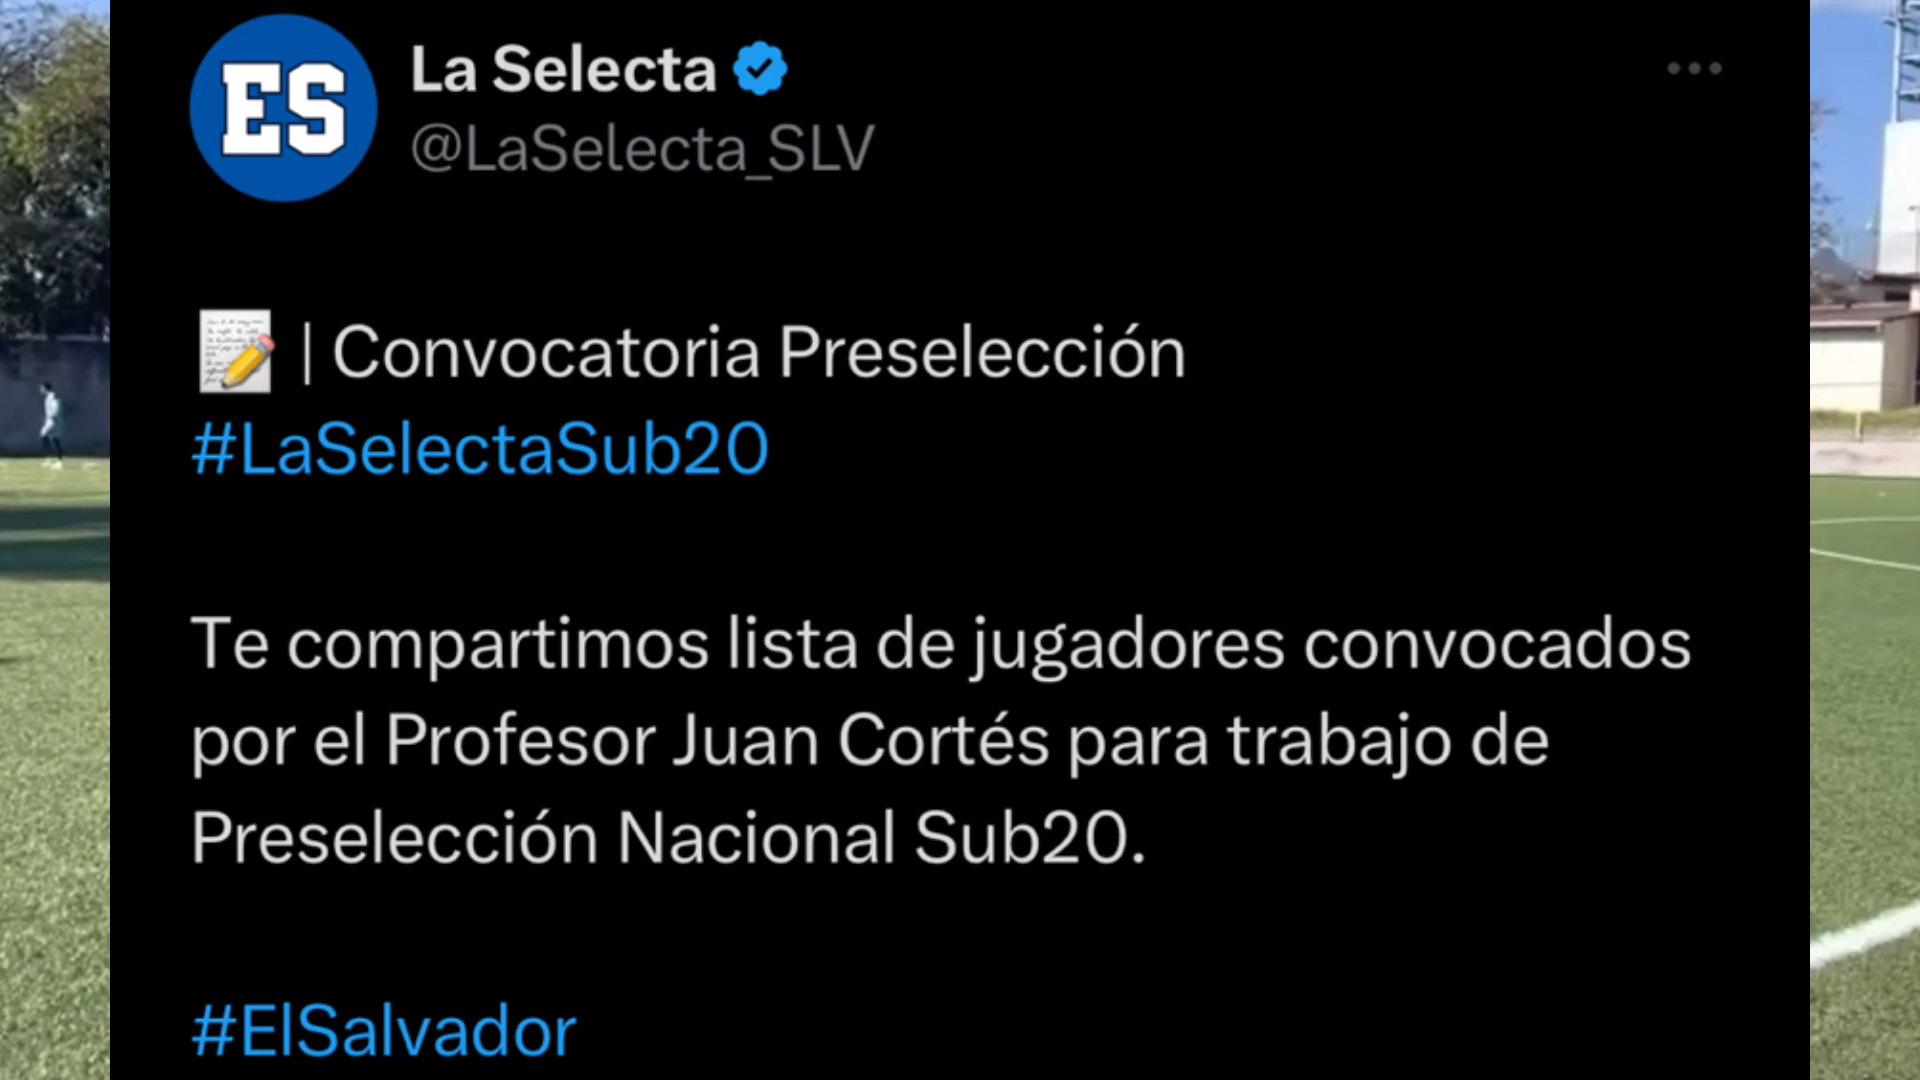 ES
La Selecta
@LaSelecta_SLV
| Convocatoria Preselección
#LaSelectaSub20
Te compartimos lista de jugadores convocados
por el Profesor Juan Cortés para trabajo de
Preselección Nacional Sub20.
#ElSalvador